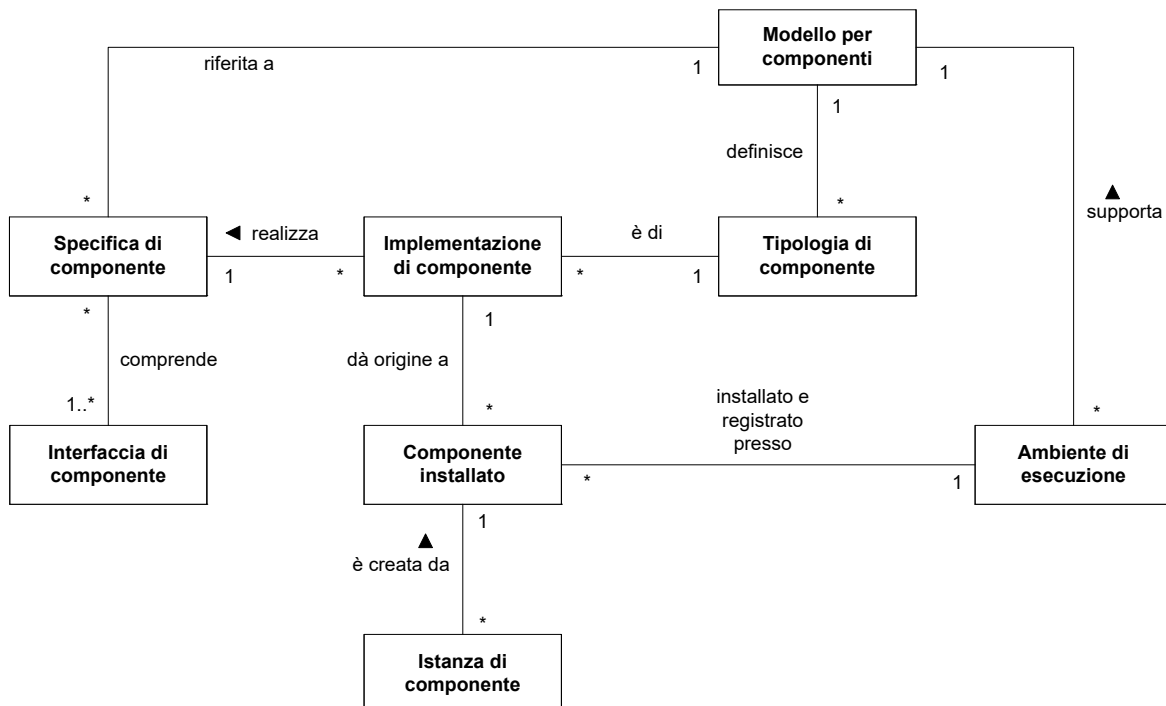 Modello per
componenti
riferita a
1
1
1
definisce
supporta
*
*
Specifica di
componente
realizza
Implementazione
di componente
è di
Tipologia di
componente
1
*
*
1
*
1
comprende
dà origine a
1..*
*
installato e
registrato
presso
*
Interfaccia di
componente
Componente
installato
Ambiente di
esecuzione
*
1
1
è creata da
*
Istanza di
componente